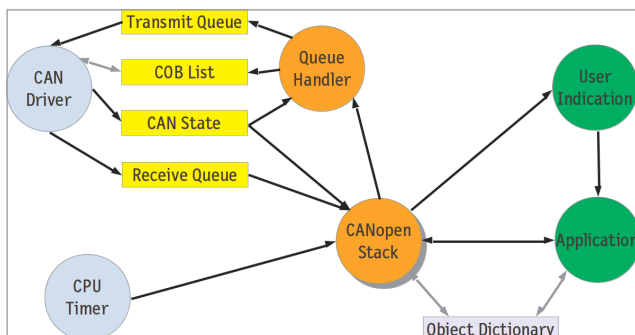 Transmit Queue
CAN
Driver
COB List
Queue
Handler
User
Indication
CAN State
Receive Queue
CANopen
Stack
Application
CPU
Timer
Object Dictionary